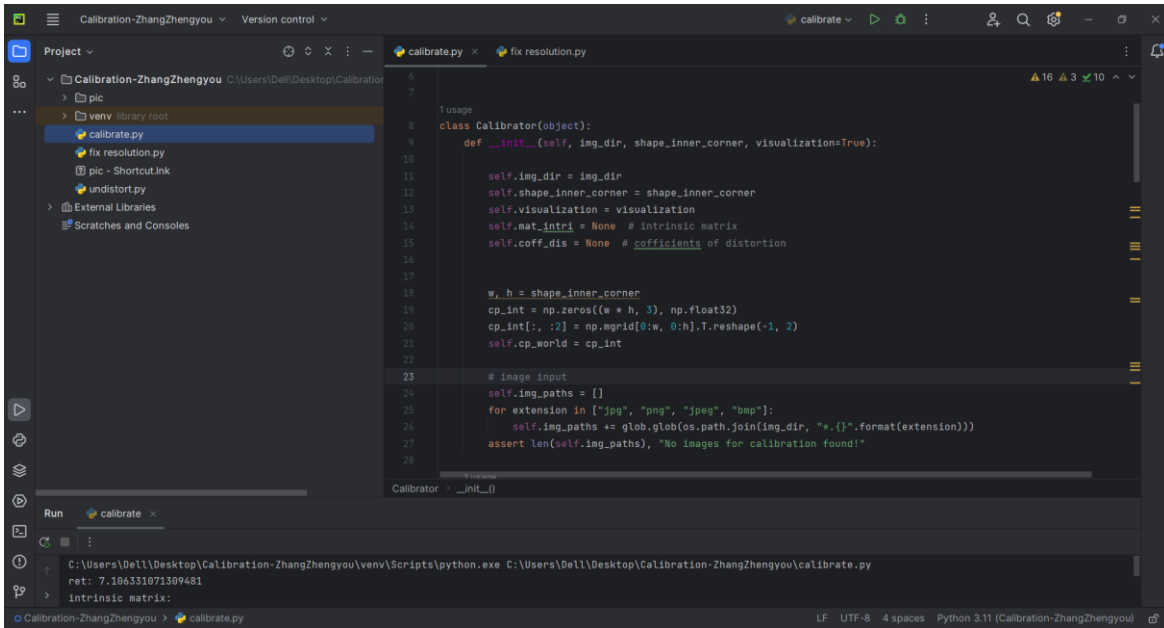 Calibration-ZhangZhengyou Version control calibrate
Project
calibrate.py fix resolution.py
Calibration-ZhangZhengyou C:\Users\Dell\Desktop\Calibration
pic
venv library root
calibrate.py
fix resolution.py
pic - Shortcut.lnk
undistort.py
External Libraries
Scratches and Consoles
16 3 10
6
7
1 usage
8 class Calibrator(object):
9 def __init__(self, img_dir, shape_inner_corner, visualization=True):
10
11 self.img_dir = img_dir
12 self.shape_inner_corner = shape_inner_corner
13 self.visualization = visualization
14 self.mat_intri = None # intrinsic matrix
15 self.coff_dis = None # cofficients of distortion
16
17
18 w, h = shape_inner_corner
19 cp_int = np.zeros((w * h, 3), np.float32)
20 cp_int[:, :2] = np.mgrid[0:w, 0:h].T.reshape(-1, 2)
21 self.cp_world = cp_int
22
23 # image input
24 self.img_paths = []
25 for extension in ["jpg", "png", "jpeg", "bmp"]:
26 self.img_paths += glob.glob(os.path.join(img_dir, "*.{}".format(extension)))
27 assert len(self.img_paths), "No images for calibration found!"
28
Calibrator › __init__()
Run calibrate
C:\Users\Dell\Desktop\Calibration-ZhangZhengyou\venv\Scripts\python.exe C:\Users\Dell\Desktop\Calibration-ZhangZhengyou\calibrate.py
ret: 7.106331071309481
intrinsic matrix:
Calibration-ZhangZhengyou > calibrate.py LF UTF-8 4 spaces Python 3.11 (Calibration-ZhangZhengyou)